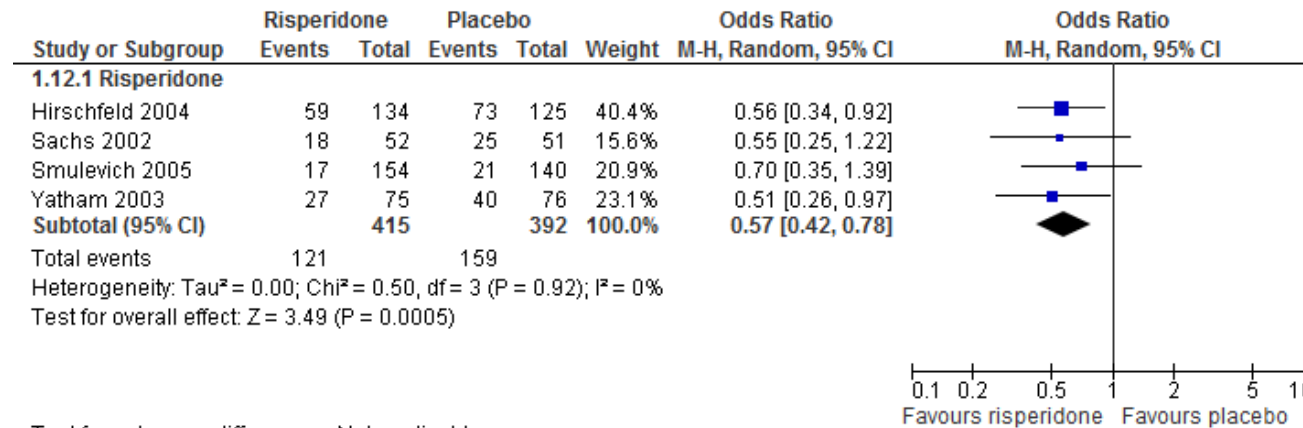 Risperidone Placebo Odds Ratio Odds Ratio
Study or Subgroup Events Total Events Total Weight M-H, Random, 95% CI M-H, Random, 95% CI
1.12.1 Risperidone
Hirschfeld 2004 59 134 73 125 40.4% 0.56 [0.34, 0.92]
Sachs 2002 18 52 25 51 15.6% 0.55 [0.25, 1.22]
Smulevich 2005 17 154 21 140 20.9% 0.70 [0.35, 1.39]
Yatham 2003 27 75 40 76 23.1% 0.51 [0.26, 0.97]
Subtotal (95% CI) 415 392 100.0% 0.57 [0.42, 0.78]
Total events 121 159
Heterogeneity: Tau² = 0.00; Chi² = 0.50, df = 3 (P = 0.92); I² = 0%
Test for overall effect: Z = 3.49 (P = 0.0005)
0.1 0.2 0.5 1 2 5
Favours risperidone Favours placebo